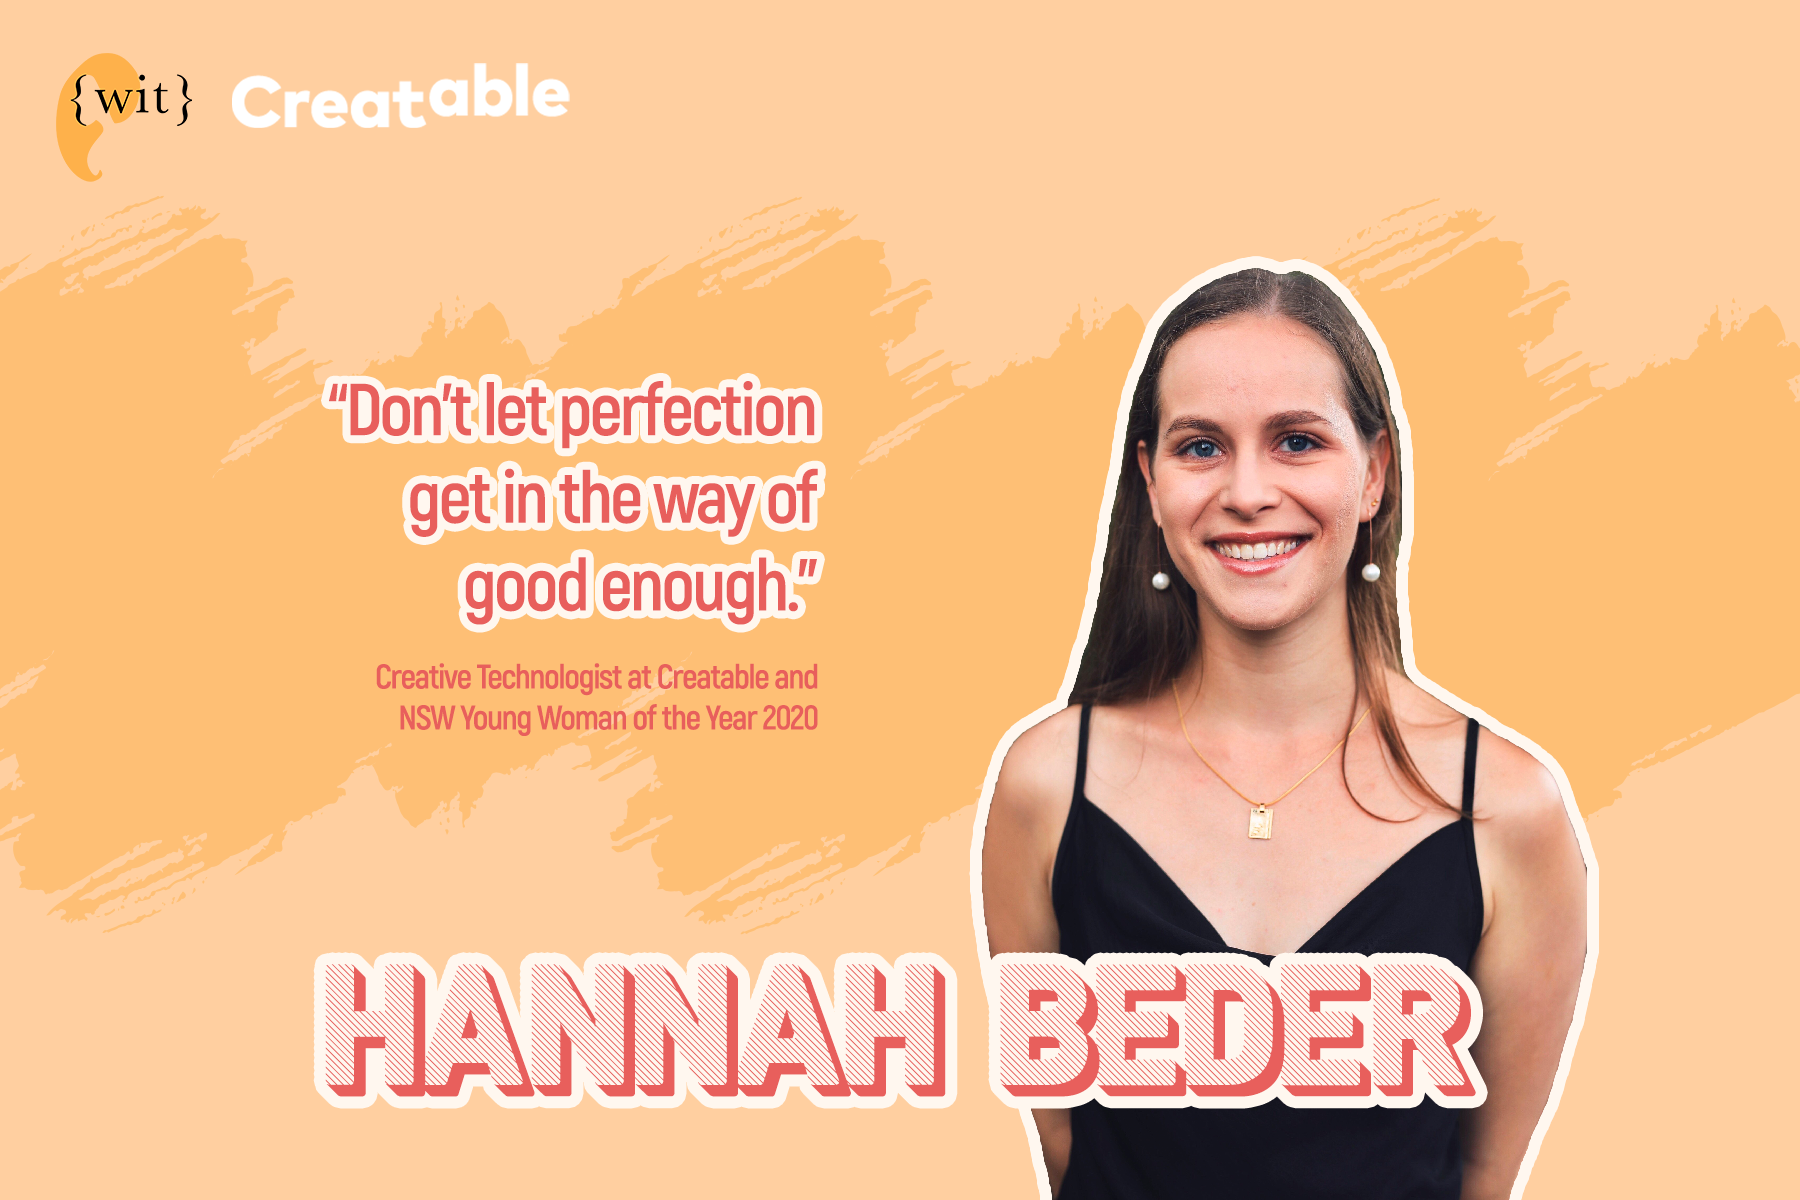 {wit}
Creatable
“Don’t let perfection
get in the way of
good enough.”
Creative Technologist at Creatable and
NSW Young Woman of the Year 2020
HANNAH BEDER